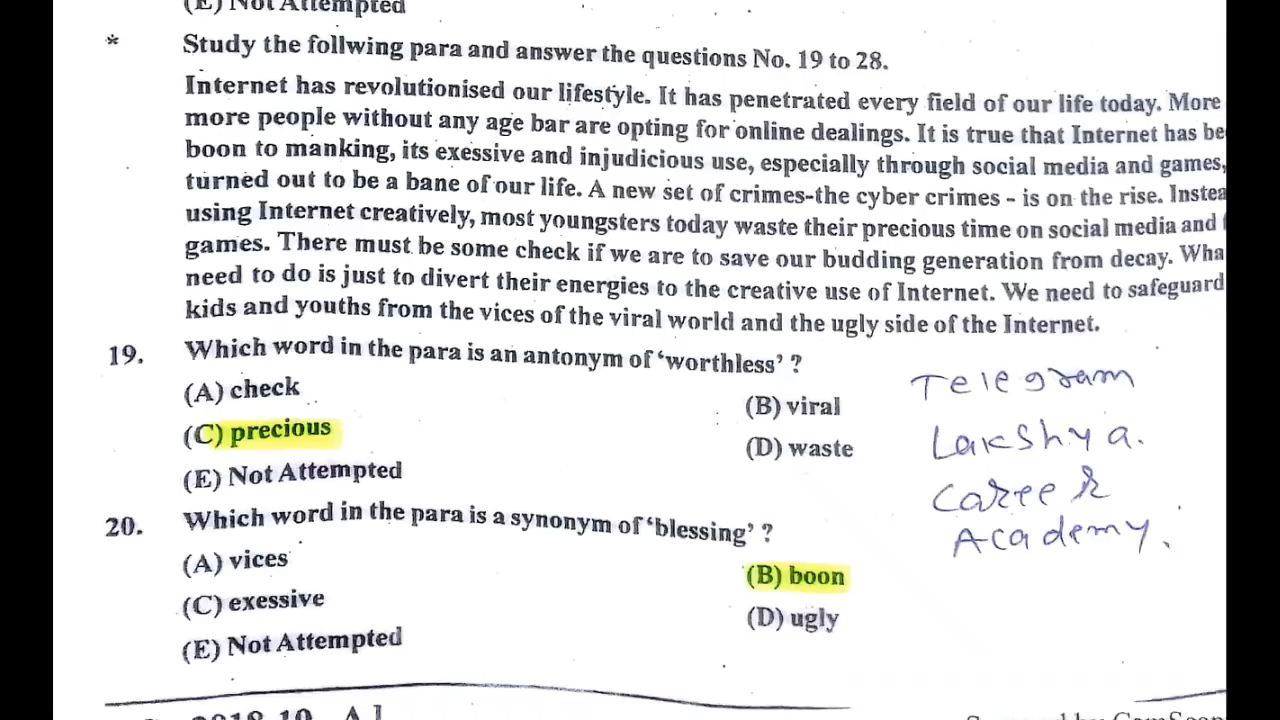 (E) Not Attempted
* Study the follwing para and answer the questions No. 19 to 28.
Internet has revolutionised our lifestyle. It has penetrated every field of our life today. More
more people without any age bar are opting for online dealings. It is true that Internet has be
boon to manking, its exessive and injudicious use, especially through social media and games,
turned out to be a bane of our life. A new set of crimes-the cyber crimes - is on the rise. Instea
using Internet creatively, most youngsters today waste their precious time on social media and
games. There must be some check if we are to save our budding generation from decay. Wha
need to do is just to divert their energies to the creative use of Internet. We need to safeguard
kids and youths from the vices of the viral world and the ugly side of the Internet.
19. Which word in the para is an antonym of ‘worthless’ ?
(A) check
(B) viral
(C) precious
(D) waste
(E) Not Attempted
Telegram
Lakshya.
Career
Academy.
20. Which word in the para is a synonym of ‘blessing’ ?
(A) vices
(B) boon
(C) exessive
(D) ugly
(E) Not Attempted